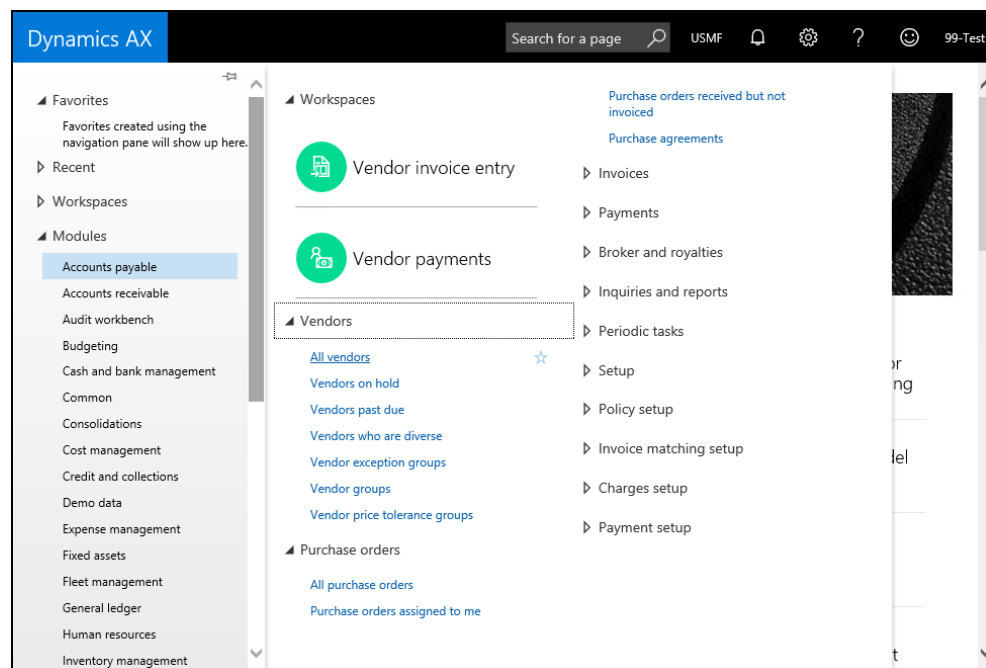 Dynamics AX
Search for a page
USMF
?
99-Test
Favorites
Favorites created using the
navigation pane will show up here.
Recent
Workspaces
Modules
Accounts payable
Accounts receivable
Audit workbench
Budgeting
Cash and bank management
Common
Consolidations
Cost management
Credit and collections
Demo data
Expense management
Fixed assets
Fleet management
General ledger
Human resources
Inventory management
Workspaces
Vendor invoice entry
Vendor payments
Vendors
All vendors
Vendors on hold
Vendors past due
Vendors who are diverse
Vendor exception groups
Vendor groups
Vendor price tolerance groups
Purchase orders
All purchase orders
Purchase orders assigned to me
Purchase orders received but not
invoiced
Purchase agreements
Invoices
Payments
Broker and royalties
Inquiries and reports
Periodic tasks
Setup
Policy setup
Invoice matching setup
Charges setup
Payment setup
or
ng
del
t